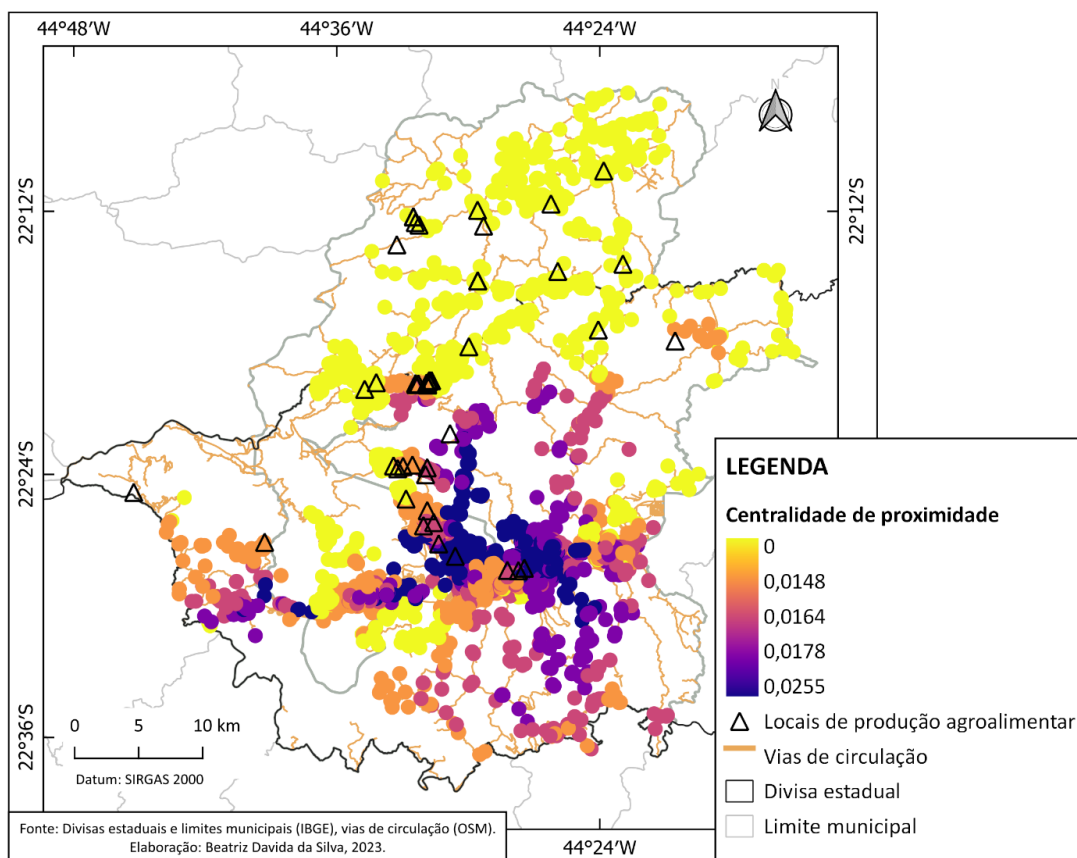 44°48'W
44°36'W
44°24'W
N
22°12'S
22°12'S
22°24'S
22°36'S
0
5
10 km
Datum: SIRGAS 2000
44°24'W
Fonte: Divisas estaduais e limites municipais (IBGE), vias de circulação (OSM).
Elaboração: Beatriz Davida da Silva, 2023.
LEGENDA
Centralidade de proximidade
0
0,0148
0,0164
0,0178
0,0255
Locais de produção agroalimentar
Vias de circulação
Divisa estadual
Limite municipal